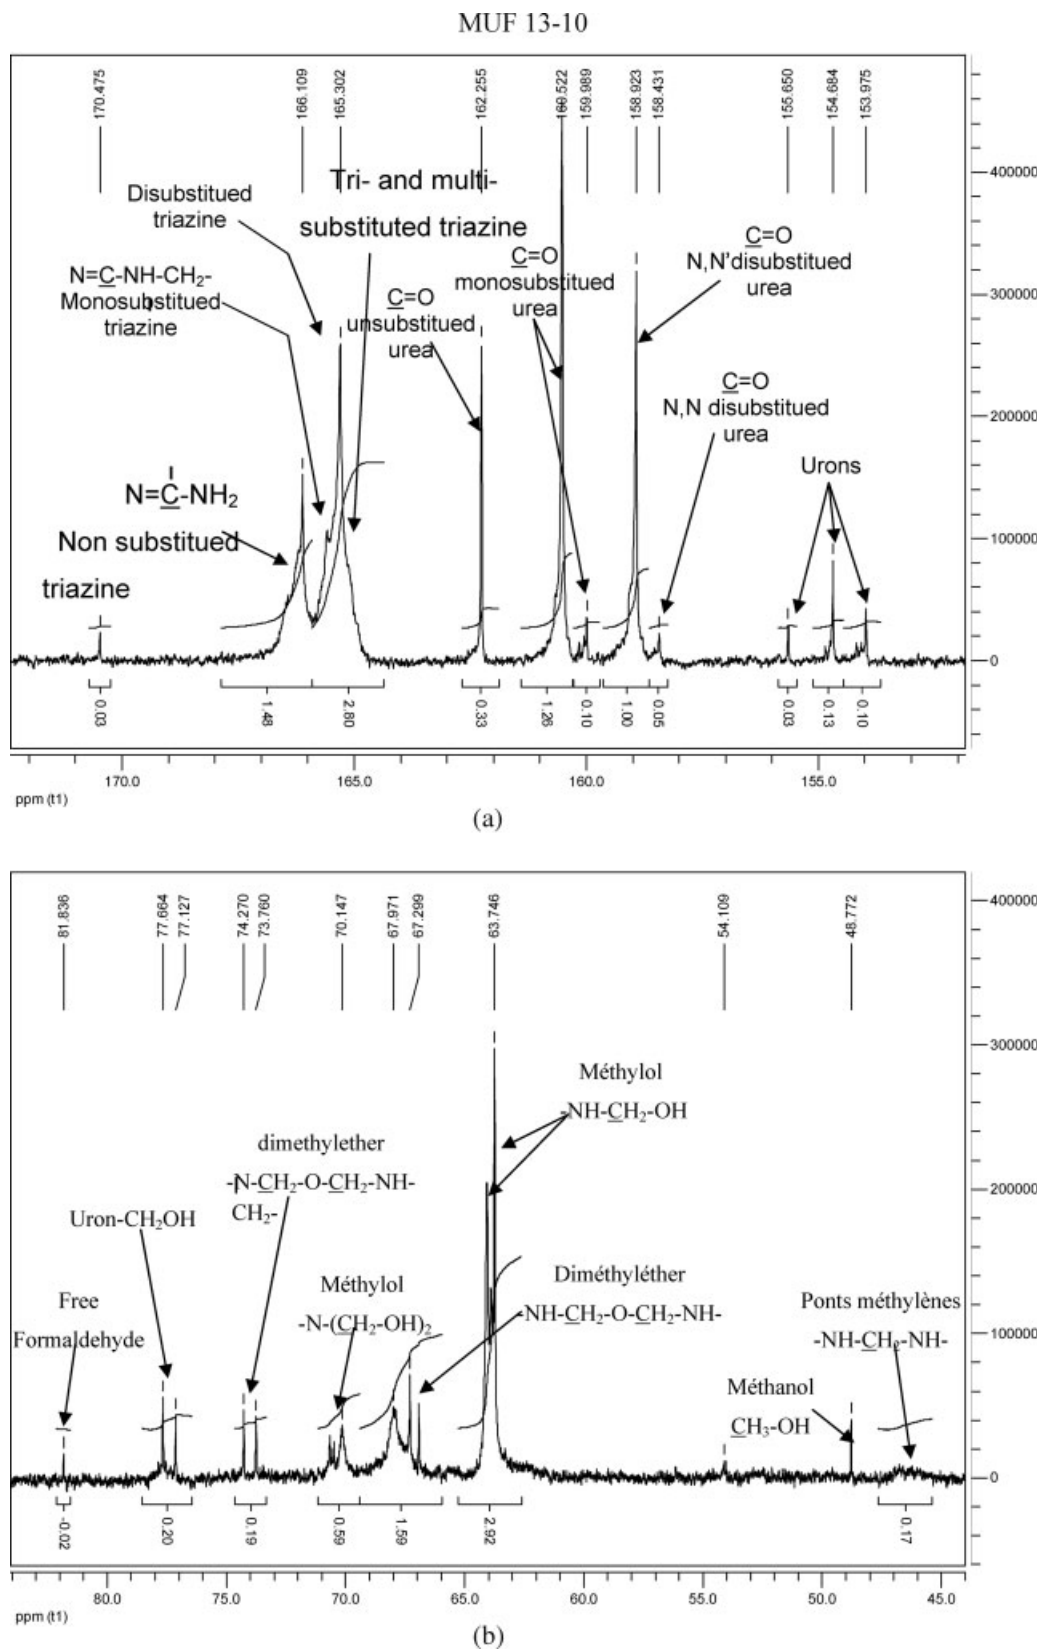 MUF 13-10
170.475
166.109
165.302
162.255
160.522
159.989
158.923
158.431
155.650
154.684
153.975
Disubstitued
triazine
Tri- and multi-
substituted triazine
N=C-NH-CH2-
Monosubstitued
triazine
C=O
unsubstitued
urea
C=O
monosubstitued
urea
C=O
N,N'disubstitued
urea
C=O
N,N disubstitued
urea
Urons
N=C-NH2
Non substitued
triazine
400000
300000
200000
100000
0
0.03
1.48
2.80
0.33
1.26
0.10
1.00
0.05
0.03
0.13
0.10
170.0
165.0
160.0
155.0
ppm (t1)
(a)
81.836
77.664
77.127
74.270
73.760
70.147
67.971
67.299
63.746
54.109
48.772
Méthylol
-NH-CH2-OH
dimethylether
-N-CH2-O-CH2-NH-
CH2-
Uron-CH2OH
Free
Formaldehyde
Méthylol
-N-(CH2-OH)2
Diméthyléther
-NH-CH2-O-CH2-NH-
Ponts méthylènes
-NH-CH2-NH-
Méthanol
CH3-OH
400000
300000
200000
100000
0
-0.02
0.20
0.19
0.59
1.59
2.92
0.17
80.0
75.0
70.0
65.0
60.0
55.0
50.0
45.0
ppm (t1)
(b)